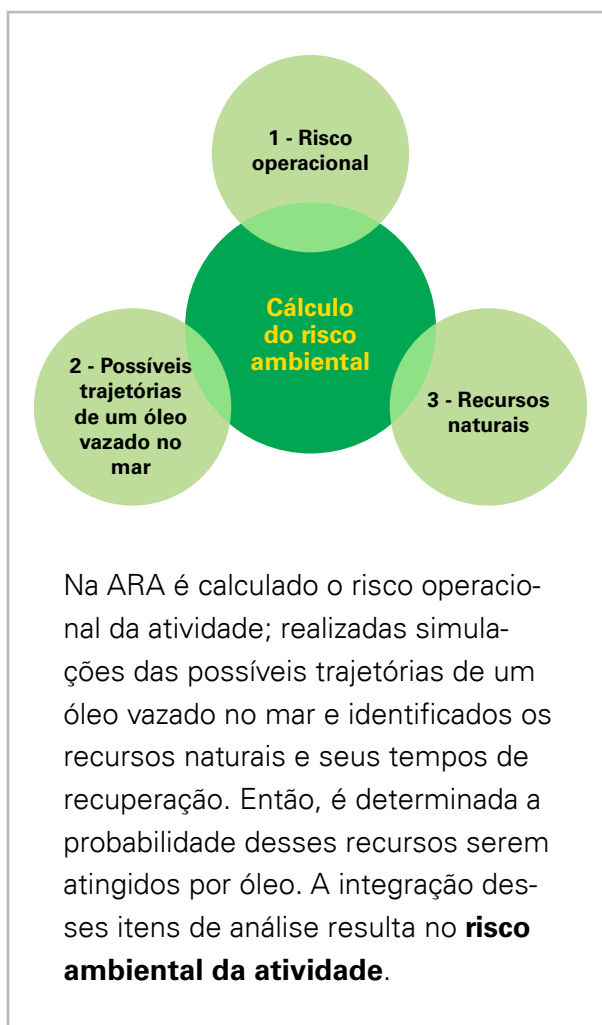 1 - Risco
operacional
Cálculo
do risco
ambiental
2 - Possíveis
trajetórias
de um óleo
vazado no
mar
3 - Recursos
naturais
Na ARA é calculado o risco operacio-
nal da atividade; realizadas simula-
ções das possíveis trajetórias de um
óleo vazado no mar e identificados os
recursos naturais e seus tempos de
recuperação. Então, é determinada a
probabilidade desses recursos serem
atingidos por óleo. A integração des-
ses itens de análise resulta no risco
ambiental da atividade.